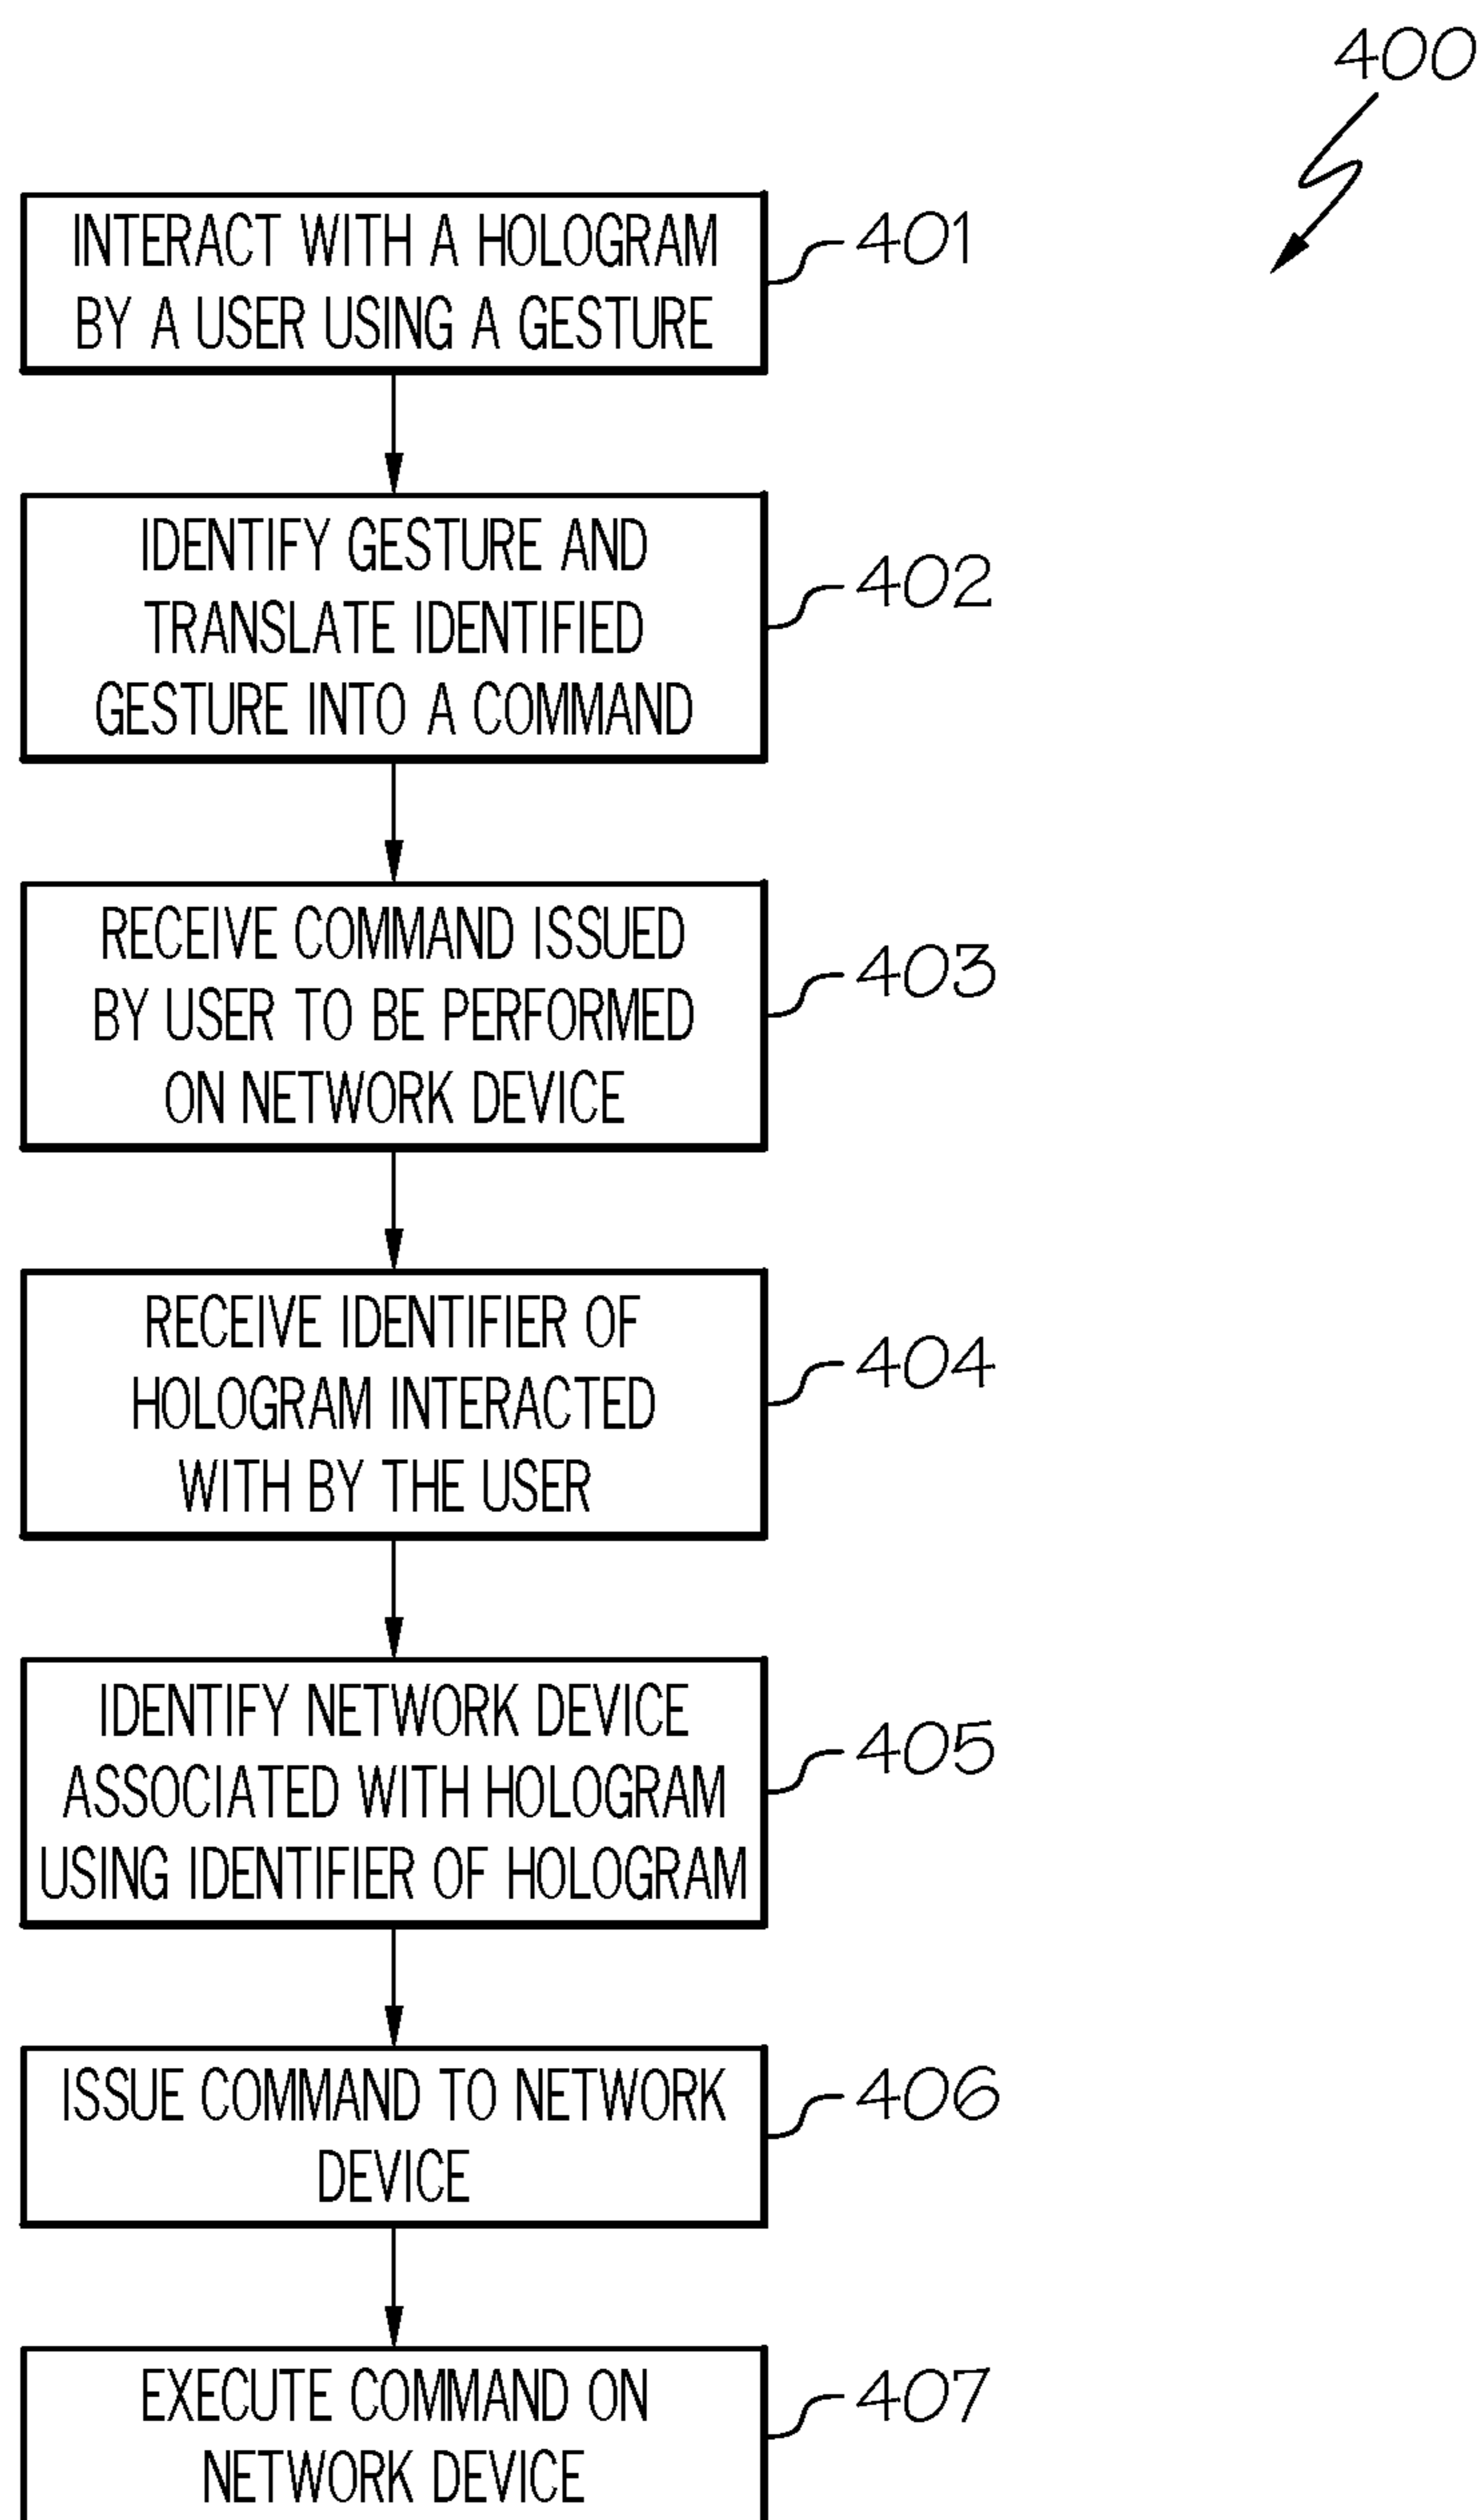 400
INTERACT WITH A HOLOGRAM
BY A USER USING A GESTURE
401
IDENTIFY GESTURE AND
TRANSLATE IDENTIFIED
GESTURE INTO A COMMAND
402
RECEIVE COMMAND ISSUED
BY USER TO BE PERFORMED
ON NETWORK DEVICE
403
RECEIVE IDENTIFIER OF
HOLOGRAM INTERACTED
WITH BY THE USER
404
IDENTIFY NETWORK DEVICE
ASSOCIATED WITH HOLOGRAM
USING IDENTIFIER OF HOLOGRAM
405
ISSUE COMMAND TO NETWORK
DEVICE
406
EXECUTE COMMAND ON
NETWORK DEVICE
407